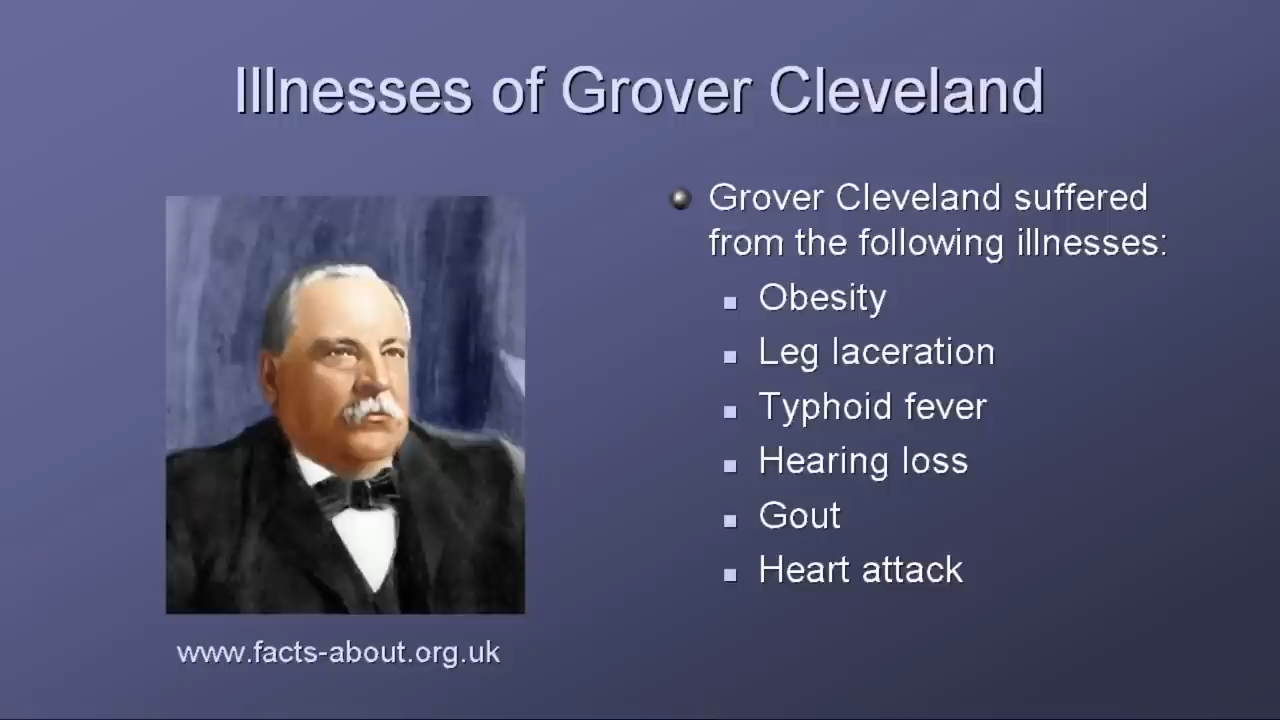 Illnesses of Grover Cleveland
Grover Cleveland suffered
from the following illnesses:
Obesity
Leg laceration
Typhoid fever
Hearing loss
Gout
Heart attack
www.facts-about.org.uk